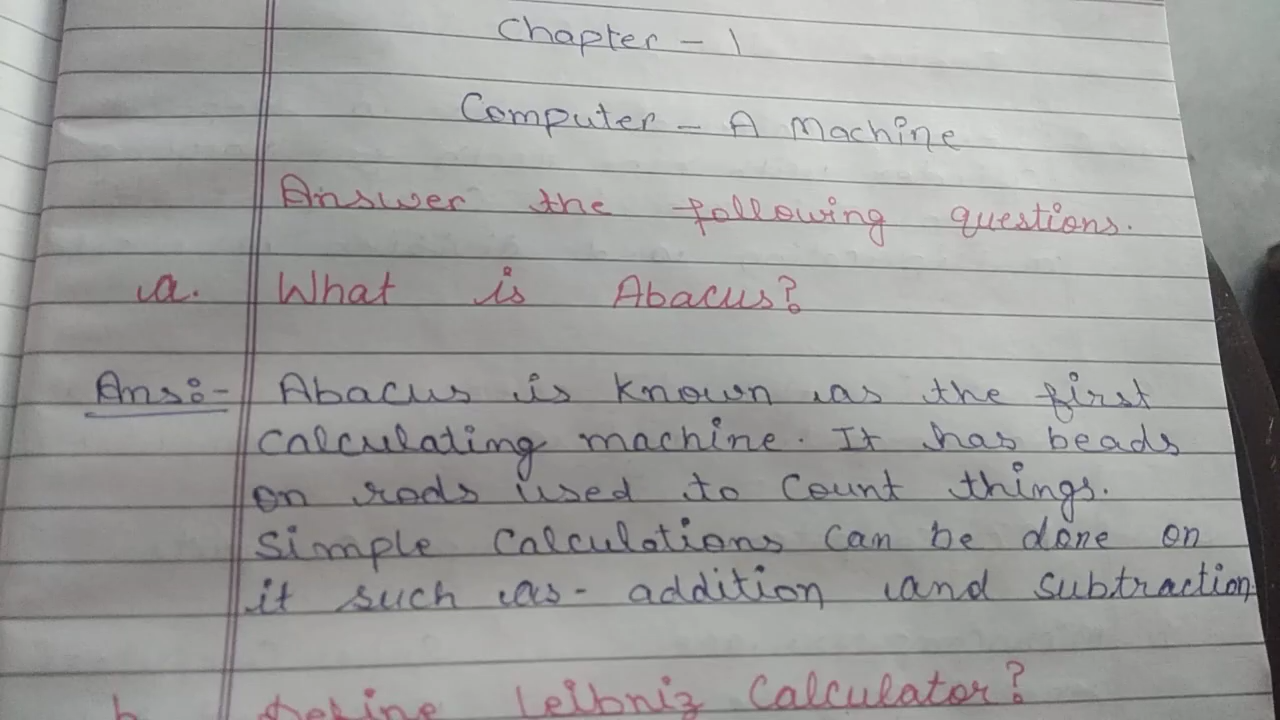 Chapter - 1
Computer - A Machine
Answer the following questions.
a. What is Abacus?
Ans:- Abacus is known as the first
calculating machine. It has beads
on rods used to count things.
Simple calculations can be done on
it such as - addition and subtraction.
b. Define Leibniz Calculator?